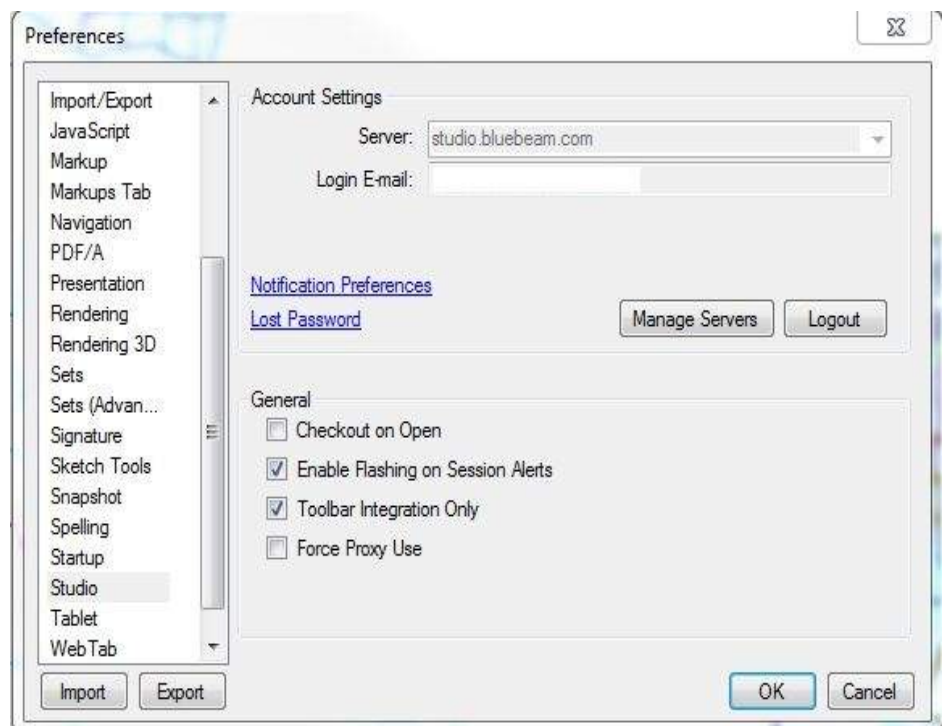 Preferences
Import/Export
JavaScript
Markup
Markups Tab
Navigation
PDF/A
Presentation
Rendering
Rendering 3D
Sets
Sets (Advan...
Signature
Sketch Tools
Snapshot
Spelling
Startup
Studio
Tablet
WebTab
Import Export
Account Settings
Server: studio.bluebeam.com
Login E-mail:
Notification Preferences
Lost Password
Manage Servers Logout
General
Checkout on Open
Enable Flashing on Session Alerts
Toolbar Integration Only
Force Proxy Use
OK Cancel